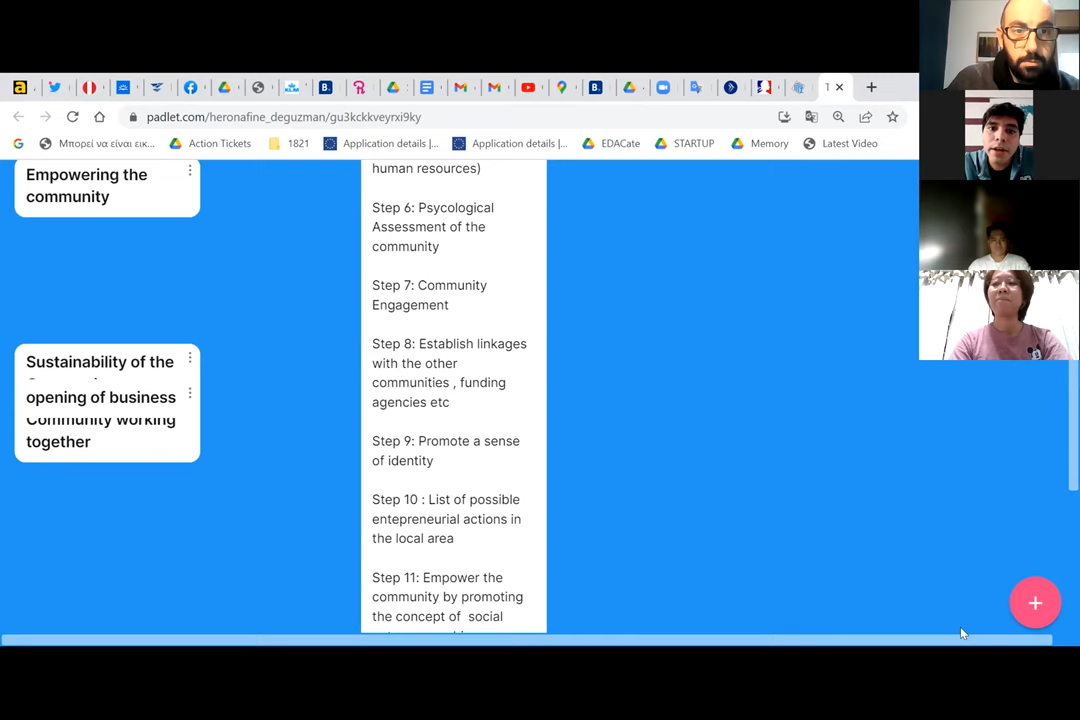 padlet.com/heronafine_deguzman/gu3kckkveyrxi9ky
Μπορεί να είναι εικ...
Action Tickets
1821
Application details |...
Application details |...
EDACate
STARTUP
Memory
Latest Video
Empowering the
community
Sustainability of the
opening of business
Community working
together
human resources)
Step 6: Psycological
Assessment of the
community
Step 7: Community
Engagement
Step 8: Establish linkages
with the other
communities , funding
agencies etc
Step 9: Promote a sense
of identity
Step 10 : List of possible
entepreneurial actions in
the local area
Step 11: Empower the
community by promoting
the concept of social